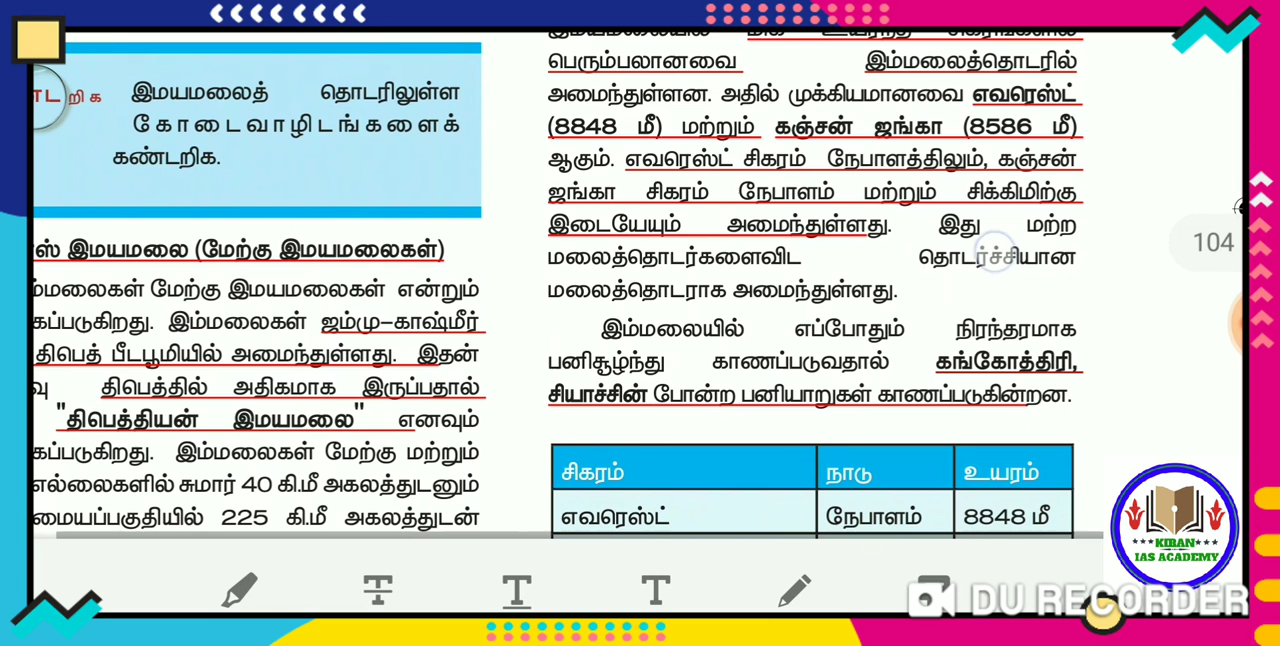 றிக
இமயமலைத் தொடரிலுள்ள
கோடைவாழிடங்களைக்
கண்டறிக.
ஸ் இமயமலை (மேற்கு இமயமலைகள்)
ம்மலைகள் மேற்கு இமயமலைகள் என்றும்
கப்படுகிறது. இம்மலைகள் ஜம்மு-காஷ்மீர்
திபெத் பீடபூமியில் அமைந்துள்ளது. இதன்
வு திபெத்தில் அதிகமாக இருப்பதால்
"திபெத்தியன் இமயமலை" எனவும்
கப்படுகிறது. இம்மலைகள் மேற்கு மற்றும்
எல்லைகளில் சுமார் 40 கி.மீ அகலத்துடனும்
மையப்பகுதியில் 225 கி.மீ அகலத்துடன்
பெரும்பாலானவை இம்மலைத்தொடரில்
அமைந்துள்ளன. அதில் முக்கியமானவை எவரெஸ்ட்
(8848 மீ) மற்றும் கஞ்சன் ஜங்கா (8586 மீ)
ஆகும். எவரெஸ்ட் சிகரம் நேபாளத்திலும், கஞ்சன்
ஜங்கா சிகரம் நேபாளம் மற்றும் சிக்கிமிற்கு
இடையேயும் அமைந்துள்ளது. இது மற்ற
மலைத்தொடர்களைவிட தொடர்ச்சியான
மலைத்தொடராக அமைந்துள்ளது.
இம்மலையில் எப்போதும் நிரந்தரமாக
பனிசூழ்ந்து காணப்படுவதால் கங்கோத்திரி,
சியாச்சின் போன்ற பனியாறுகள் காணப்படுகின்றன.
சிகரம் நாடு உயரம்
எவரெஸ்ட் நேபாளம் 8848 மீ
104
KIBAN
IAS ACADEMY
DU RECORDER